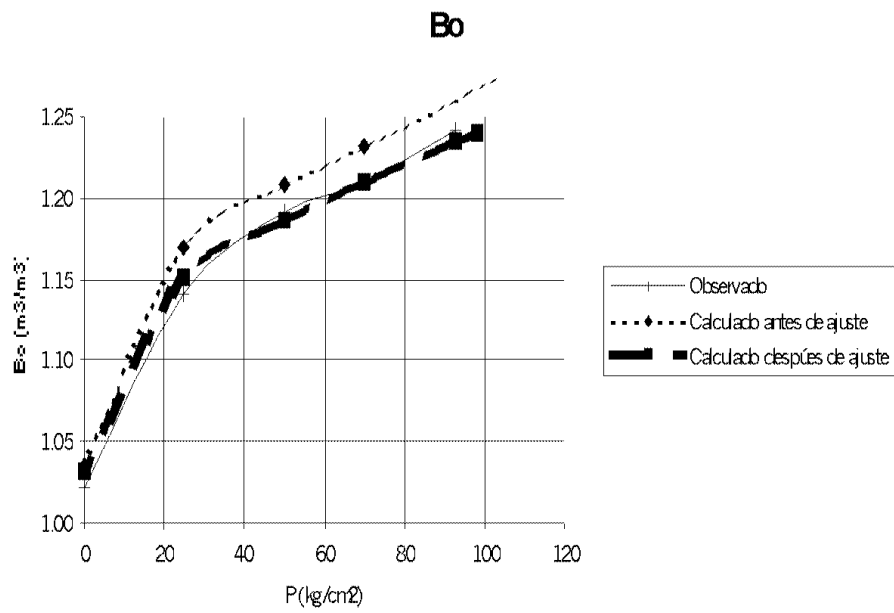 Bo
Bo [m3/m3]
1.25
1.20
1.15
1.10
1.05
1.00
0
20
40
60
80
100
120
P(kg/cm2)
Observado
Calculado antes de ajuste
Calculado despúes de ajuste